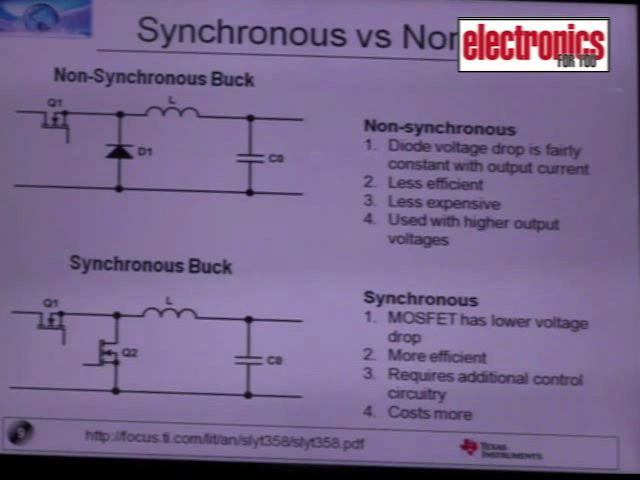 Synchronous vs Non
electronics
FOR YOU
Non-Synchronous Buck
Q1
L
D1
C0
Non-synchronous
1. Diode voltage drop is fairly
constant with output current
2. Less efficient
3. Less expensive
4. Used with higher output
voltages
Synchronous Buck
Q1
L
Q2
C0
Synchronous
1. MOSFET has lower voltage
drop
2. More efficient
3. Requires additional control
circuitry
4. Costs more
http://focus.ti.com/lit/an/slyt358/slyt358.pdf
TEXAS
INSTRUMENTS